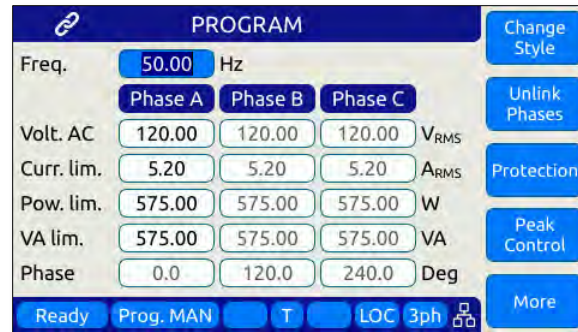 PROGRAM
Freq. 50.00 Hz
Phase A Phase B Phase C
Volt. AC 120.00 120.00 120.00 VRMS
Curr. lim. 5.20 5.20 5.20 ARMS
Pow. lim. 575.00 575.00 575.00 W
VA lim. 575.00 575.00 575.00 VA
Phase 0.0 120.0 240.0 Deg
Ready Prog. MAN T LOC 3ph
Change
Style
Unlink
Phases
Protection
Peak
Control
More